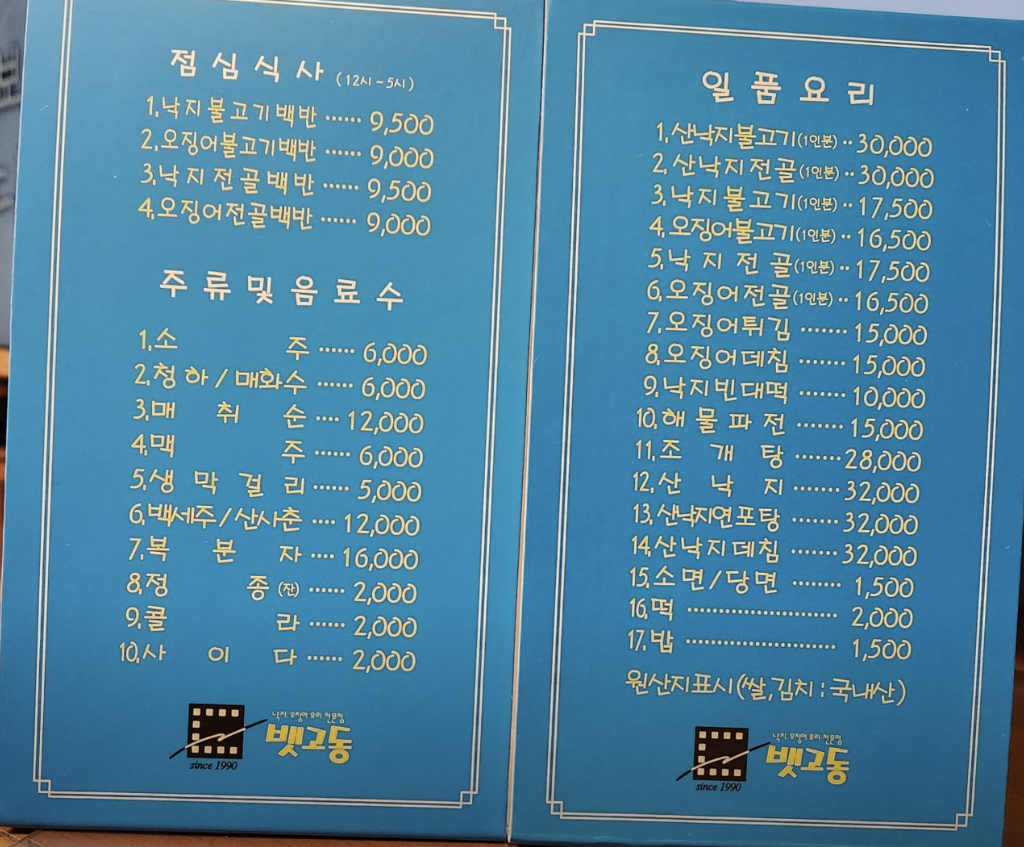 점심식사 (12시~5시)
1.낙지불고기백반 ······ 9,500
2.오징어불고기백반 ······ 9,000
3.낙지전골백반 ······ 9,500
4.오징어전골백반 ······ 9,000
주류및음료수
1.소 주 ······ 6,000
2.청하/매화수 ······ 6,000
3.매 취 순 ···· 12,000
4.맥 주 ······ 6,000
5.생 막 걸 리 ······ 5,000
6.백세주/산사춘 ···· 12,000
7.복 분 자 ···· 16,000
8.정 종(잔) ······ 2,000
9.콜 라 ······ 2,000
10.사 이 다 ······ 2,000
낙지, 오징어 요리 전문점
뱃고동
since 1990
일품요리
1.산낙지불고기(1인분) ·· 30,000
2.산낙지전골(1인분) ·· 30,000
3.낙지불고기(1인분) ·· 17,500
4.오징어불고기(1인분) ·· 16,500
5.낙지전골(1인분) ·· 17,500
6.오징어전골(1인분) ·· 16,500
7.오징어튀김 ······· 15,000
8.오징어데침 ······· 15,000
9.낙지빈대떡 ······· 10,000
10.해물파전 ······· 15,000
11.조 개 탕 ······· 28,000
12.산 낙 지 ······· 32,000
13.산낙지연포탕 ······· 32,000
14.산낙지데침 ······· 32,000
15.소면/당면 ········ 1,500
16.떡 ······················ 2,000
17.밥 ······················ 1,500
원산지표시(쌀,김치:국내산)
낙지, 오징어 요리 전문점
뱃고동
since 1990